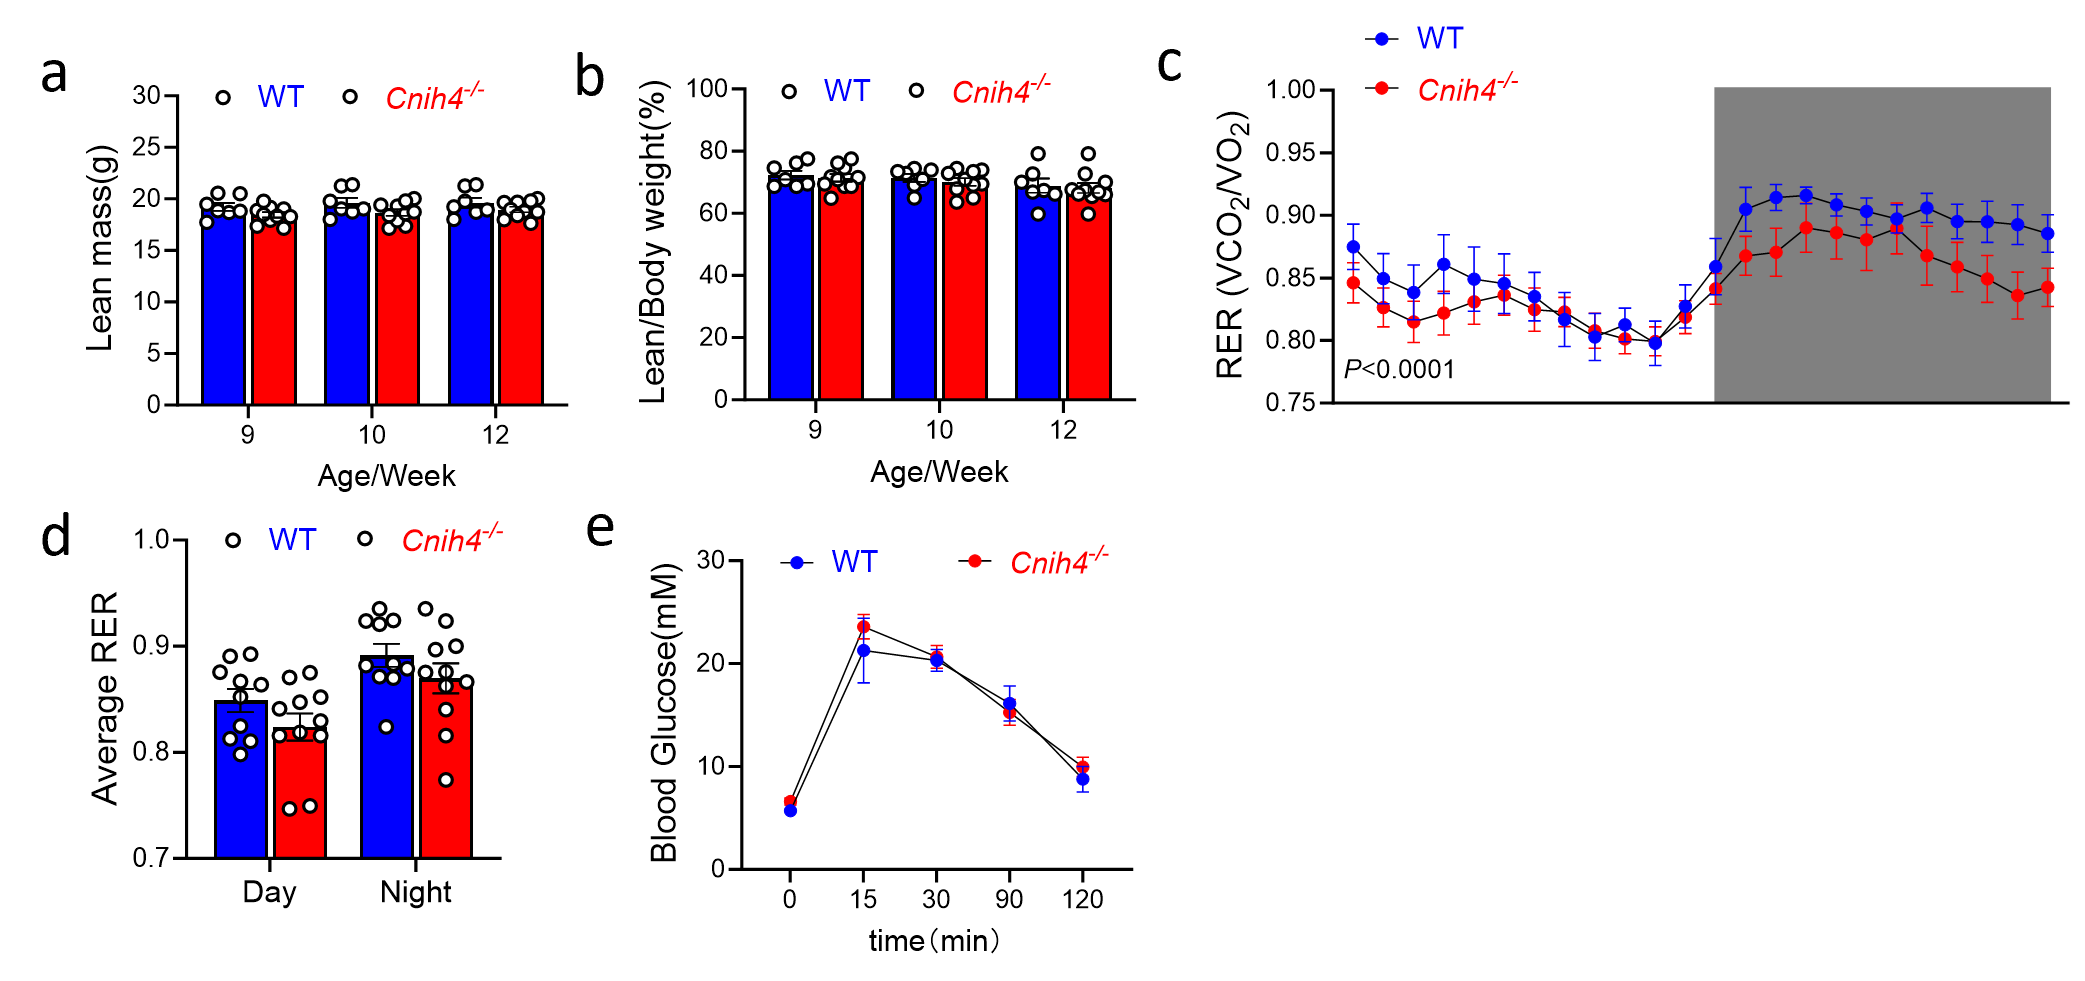 a
WT Cnih4-/-
Lean mass(g)
30
25
20
15
10
5
0
9 10 12
Age/Week
b
WT Cnih4-/-
Lean/Body weight(%)
100
80
60
40
20
0
9 10 12
Age/Week
c
WT
Cnih4-/-
RER (VCO2/VO2)
1.00
0.95
0.90
0.85
0.80
0.75
P<0.0001
d
WT Cnih4-/-
Average RER
1.0
0.9
0.8
0.7
Day Night
e
WT Cnih4-/-
Blood Glucose(mM)
30
20
10
0
0 15 30 90 120
time(min)